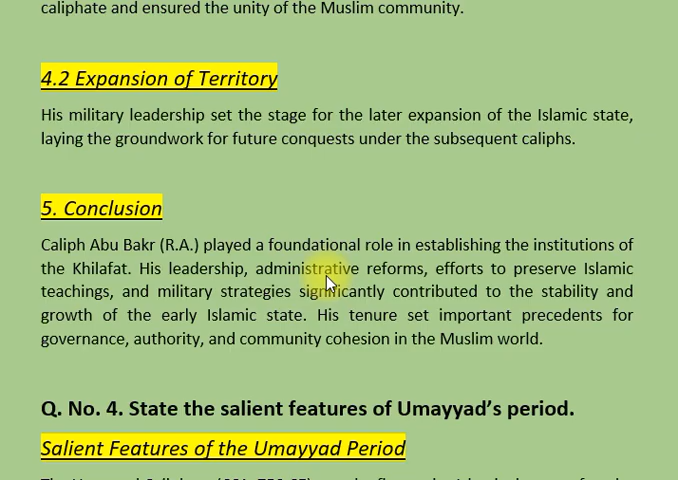 caliphate and ensured the unity of the Muslim community.
4.2 Expansion of Territory
His military leadership set the stage for the later expansion of the Islamic state,
laying the groundwork for future conquests under the subsequent caliphs.
5. Conclusion
Caliph Abu Bakr (R.A.) played a foundational role in establishing the institutions of
the Khilafat. His leadership, administrative reforms, efforts to preserve Islamic
teachings, and military strategies significantly contributed to the stability and
growth of the early Islamic state. His tenure set important precedents for
governance, authority, and community cohesion in the Muslim world.
Q. No. 4. State the salient features of Umayyad’s period.
Salient Features of the Umayyad Period